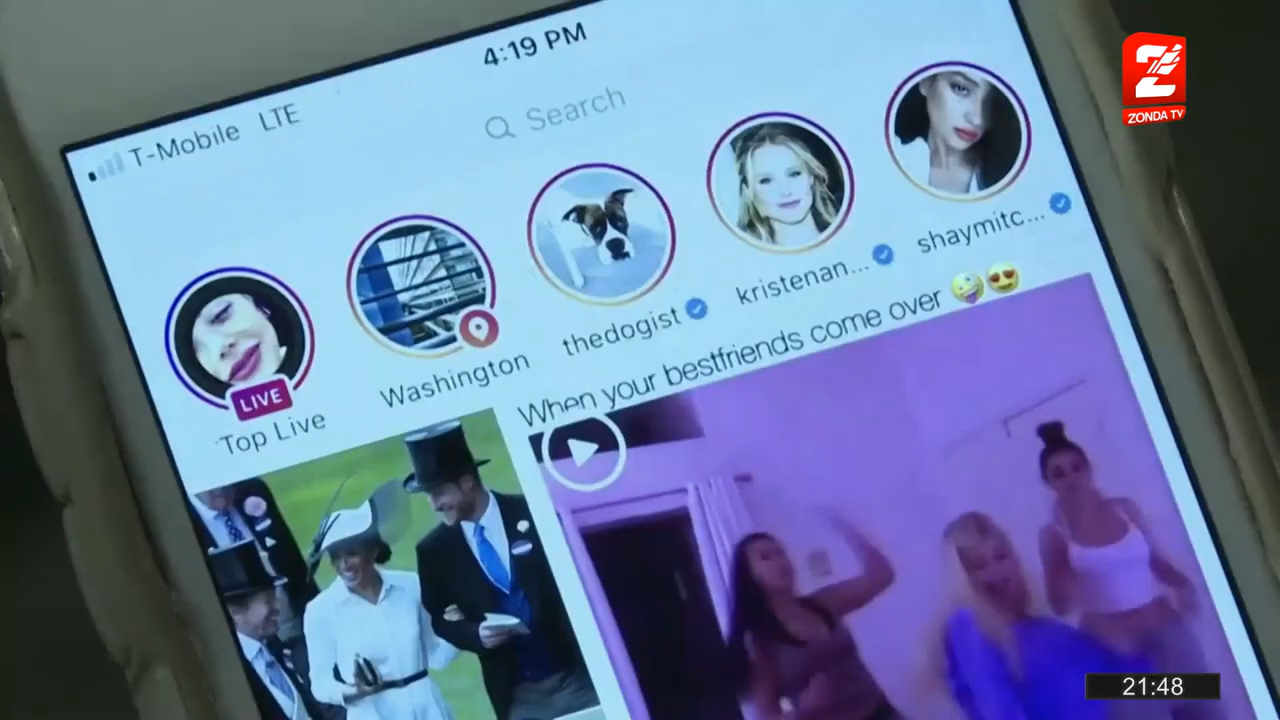 4:19 PM
T-Mobile LTE
Search
LIVE
Top Live
Washington
thedogist
kristenan...
shaymitc...
When your bestfriends come over 🤪😍
Z
ZONDA TV
21:48